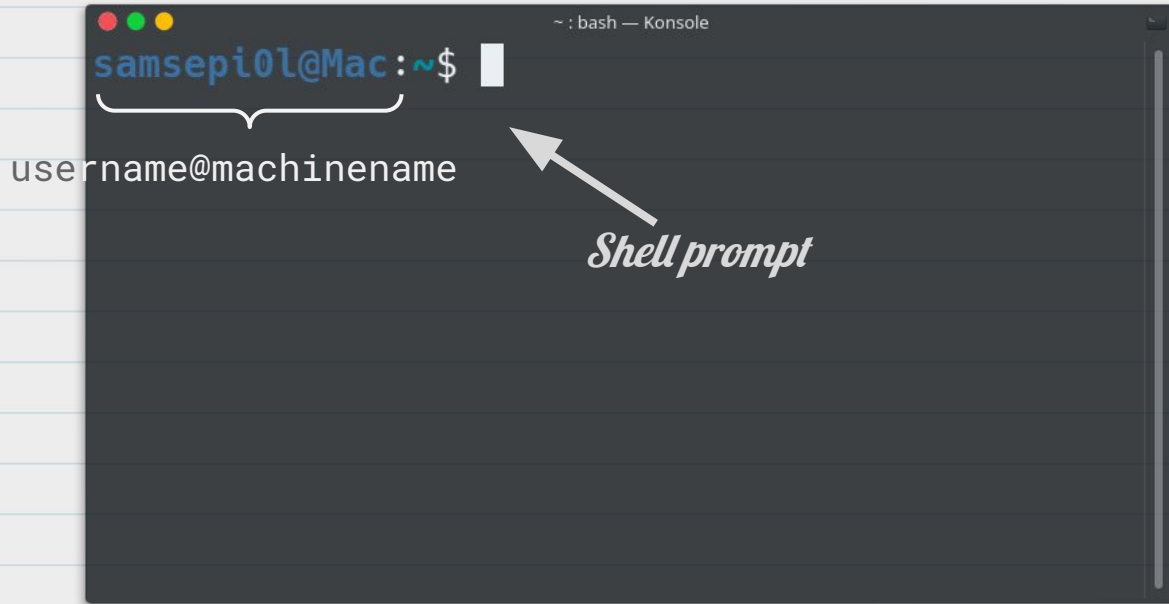 ~ : bash — Konsole
samsepi0l@Mac:~$
username@machinename
Shell prompt